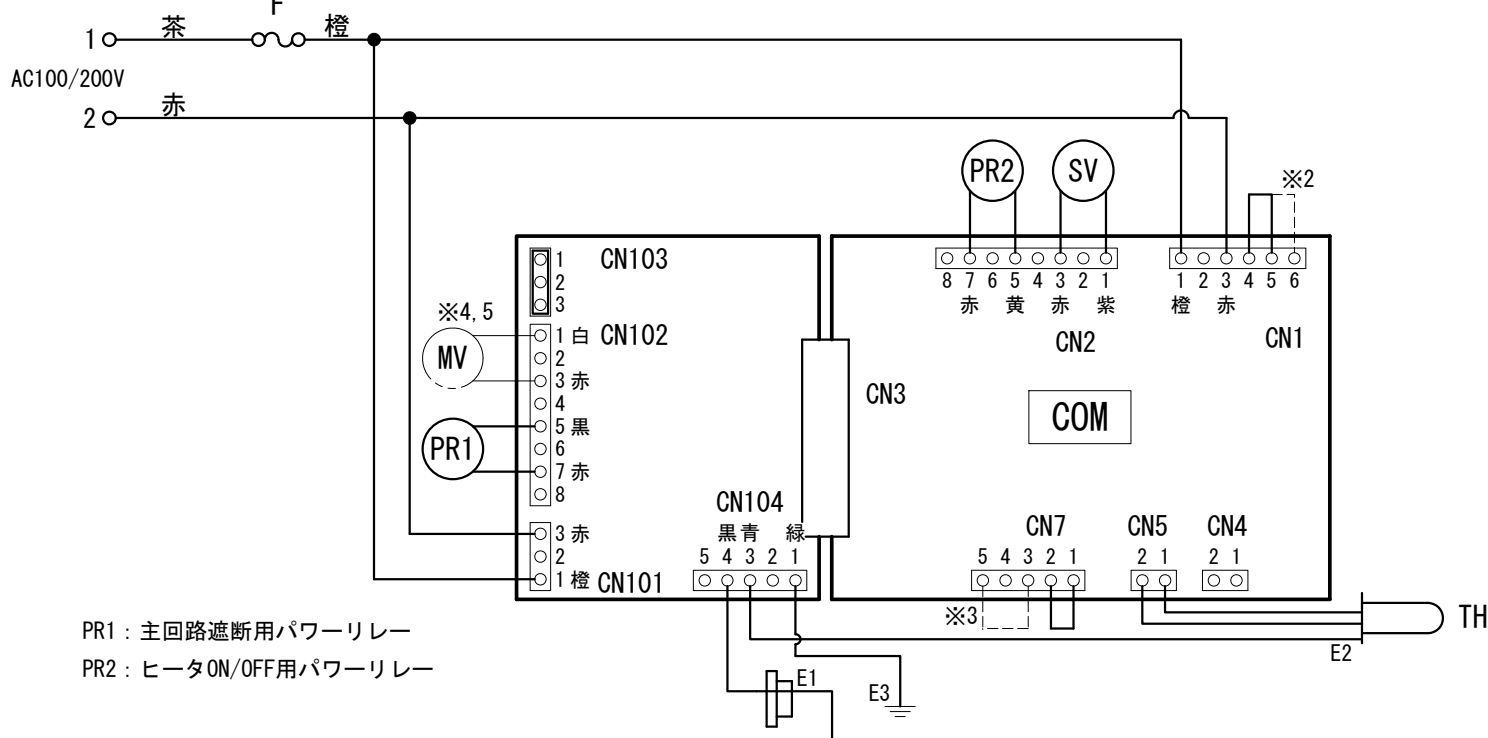 F
1 茶 橙
AC100/200V
2 赤
PR2 SV ※2
8 7 6 5 4 3 2 1
赤 黄 赤 紫
CN2
1 2 3 4 5 6
橙 赤
CN1
1 CN103
2
3
※4,5
MV
1 白 CN102
2
3 赤
4
PR1
5 黒
6
7 赤
8
3 赤
2
1 橙 CN101
CN104
黒 青 緑
5 4 3 2 1
CN3
COM
CN7
5 4 3 2 1
※3
CN5
2 1
CN4
2 1
TH
E2
E1
E3
PR1：主回路遮断用パワーリレー
PR2：ヒータON/OFF用パワーリレー